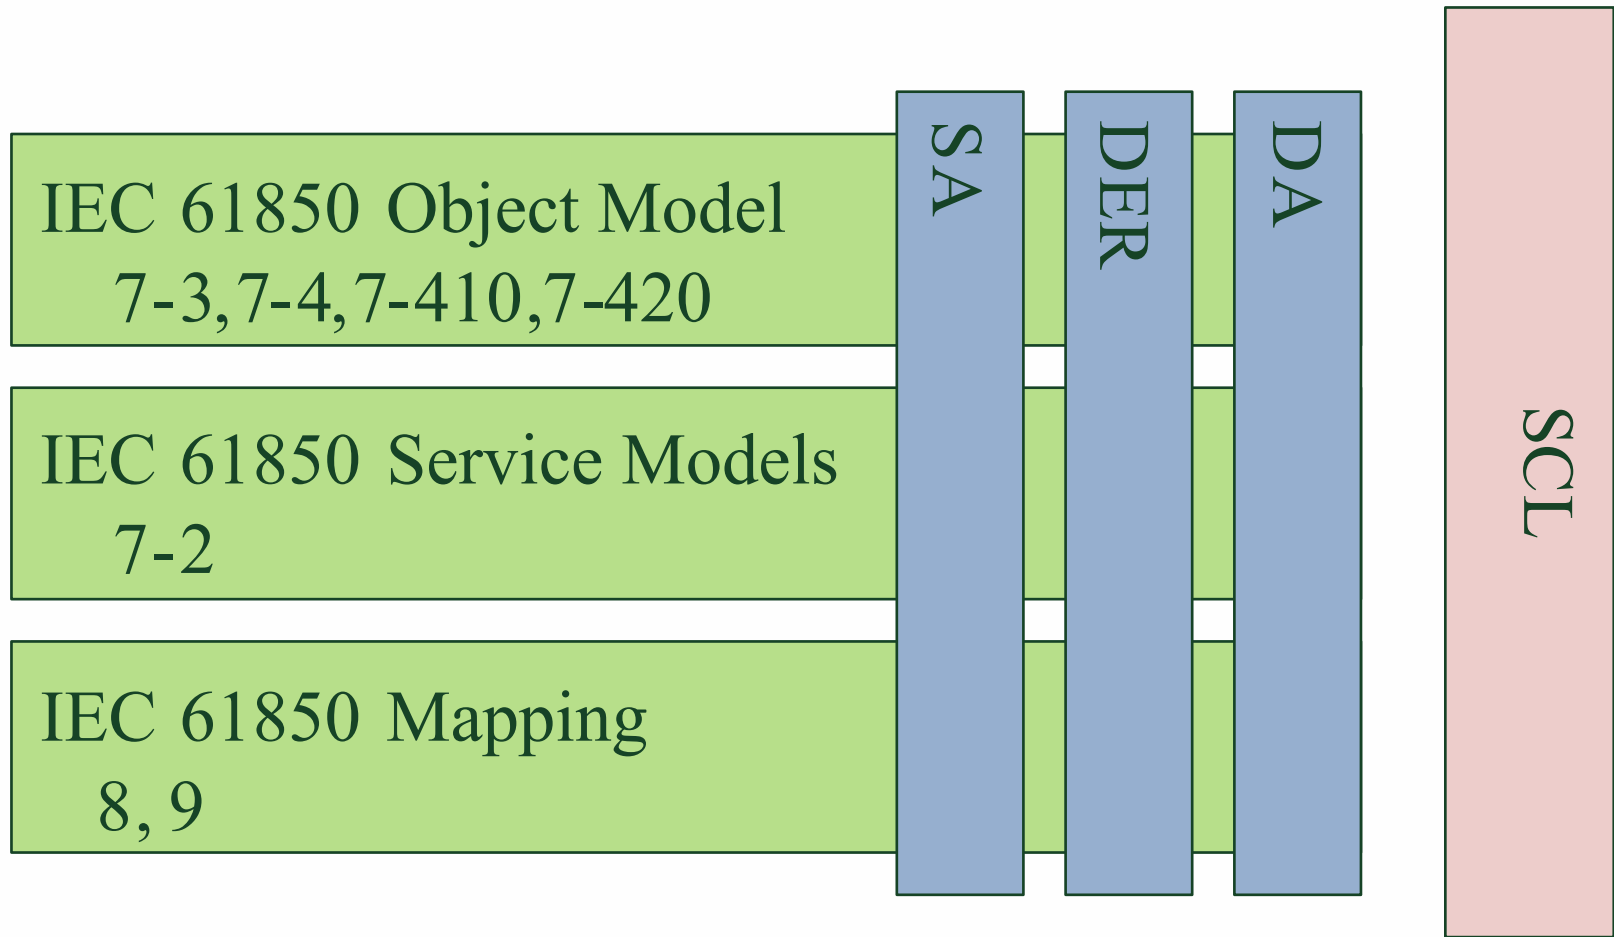 IEC 61850 Object Model
7-3,7-4,7-410,7-420
IEC 61850 Service Models
7-2
IEC 61850 Mapping
8, 9
SA
DER
DA
SCL